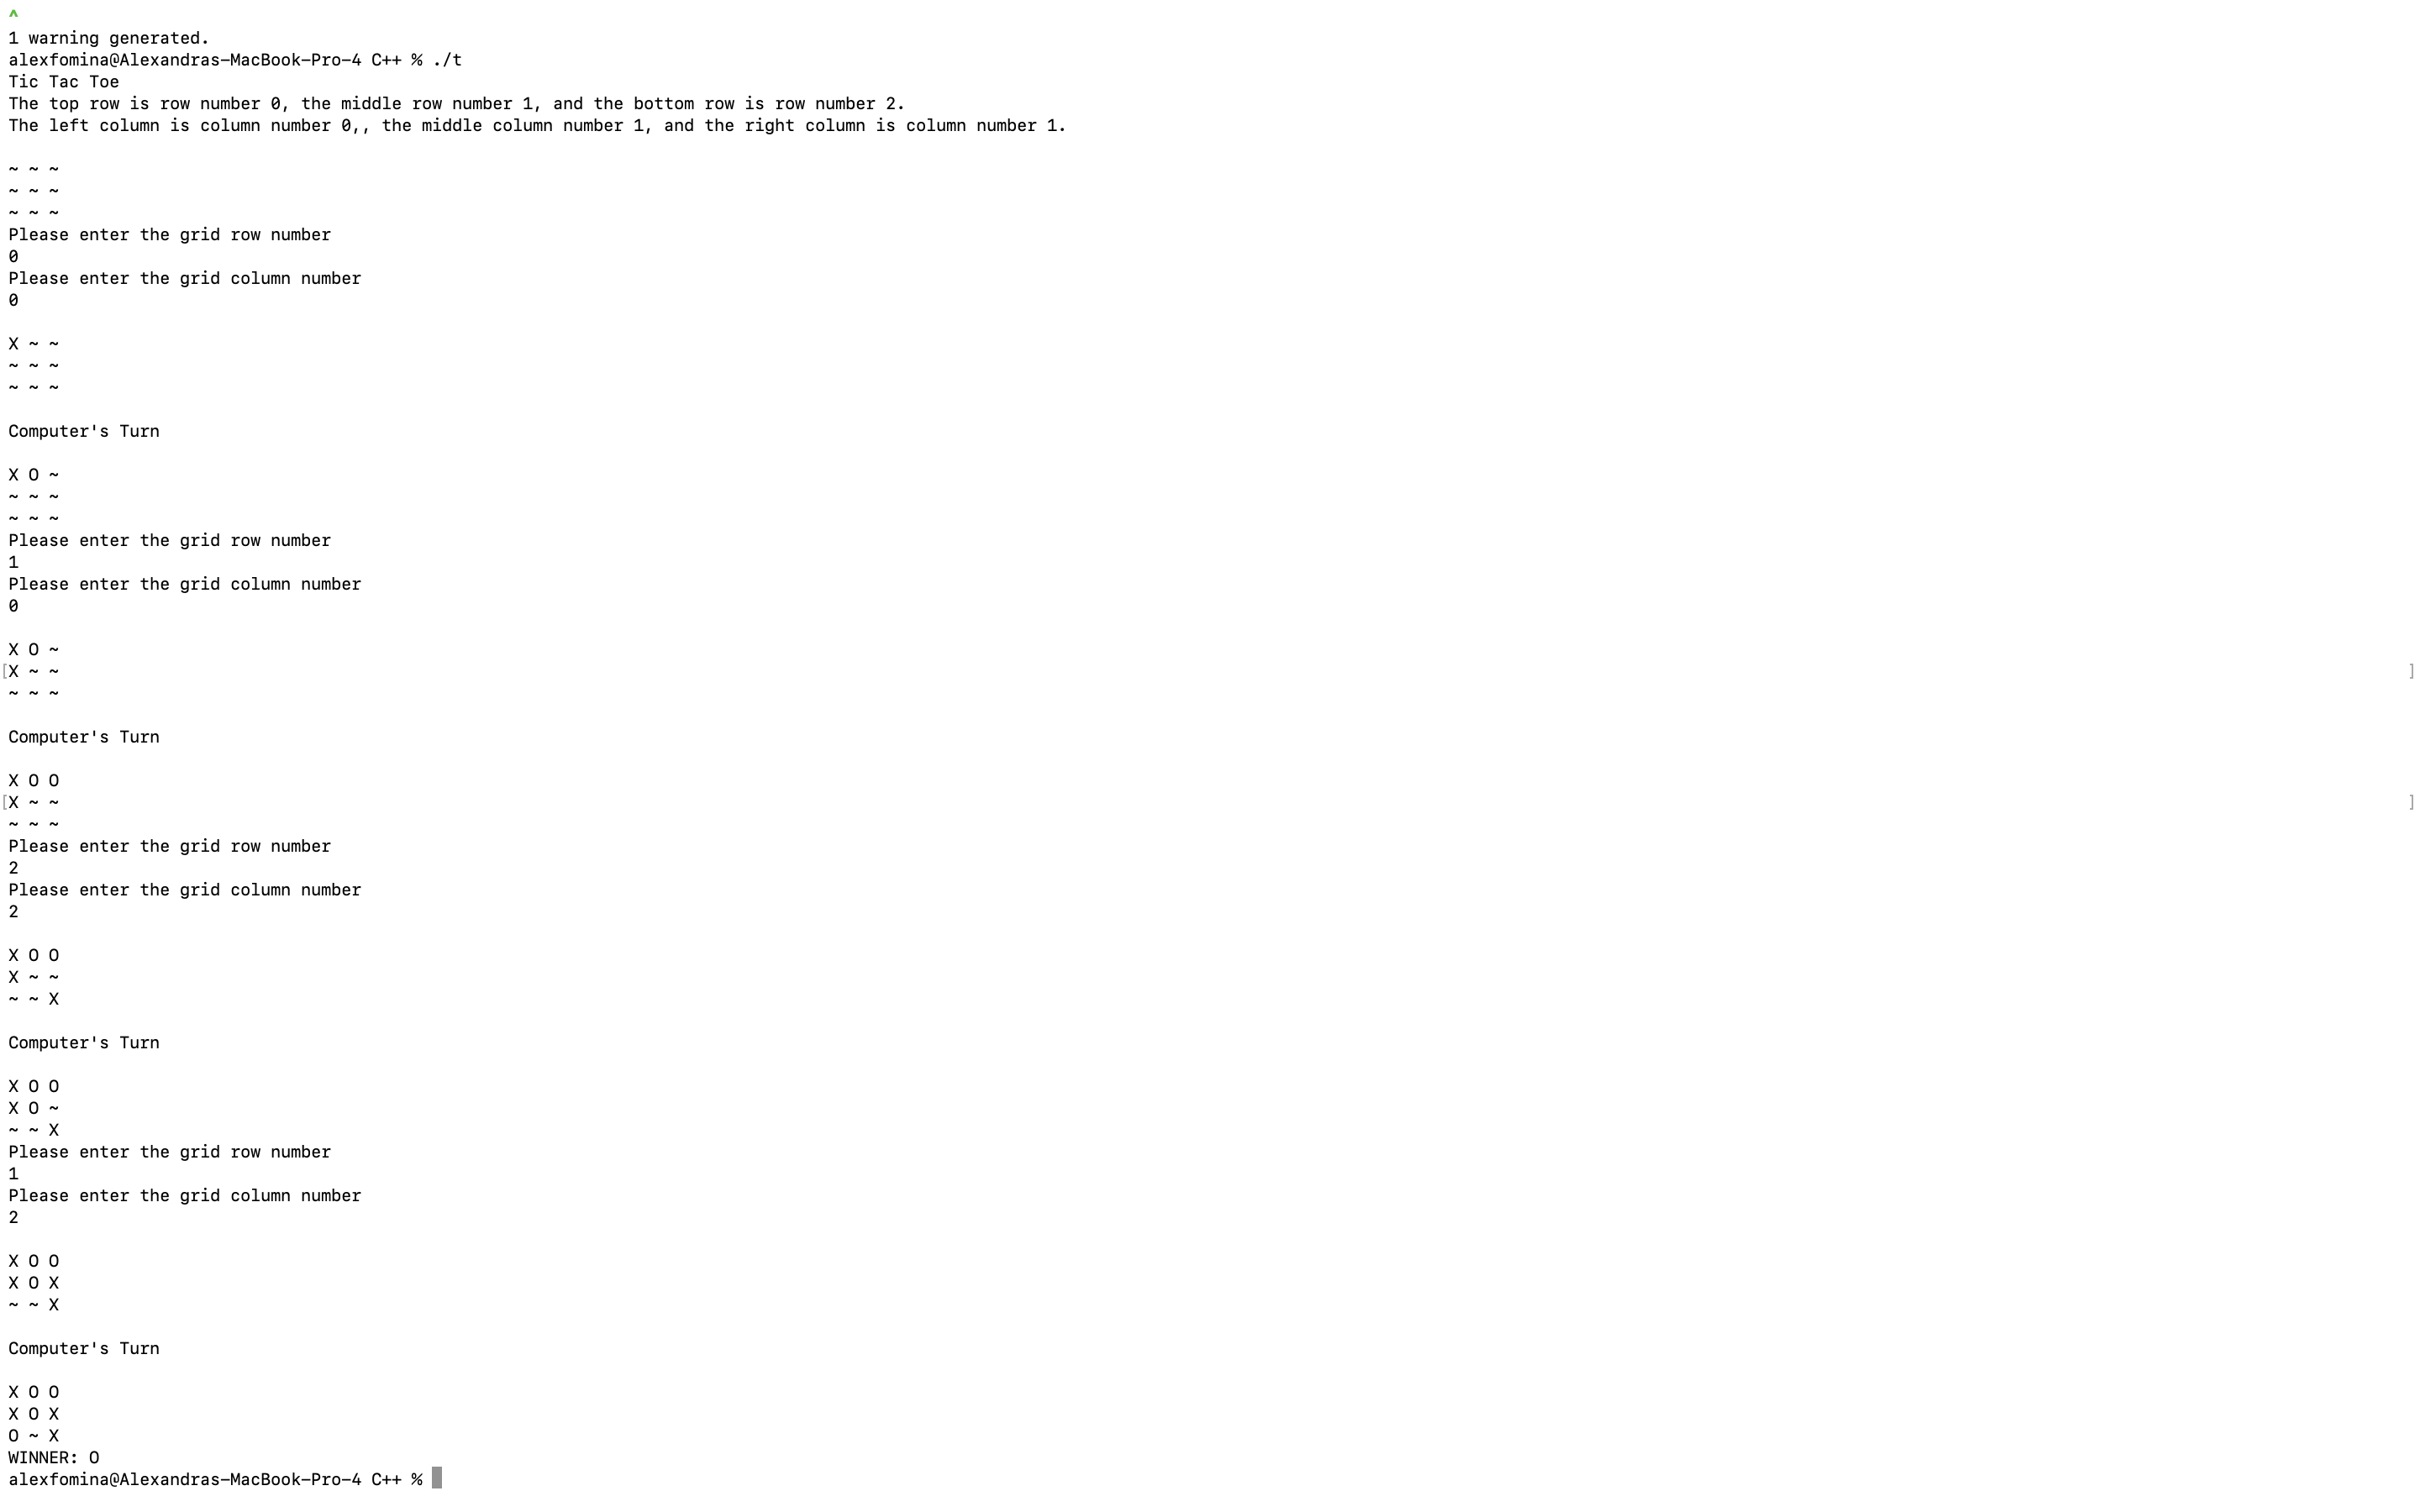 ^
1 warning generated.
alexfomina@Alexandras-MacBook-Pro-4 C++ % ./t
Tic Tac Toe
The top row is row number 0, the middle row number 1, and the bottom row is row number 2.
The left column is column number 0,, the middle column number 1, and the right column is column number 1.

~ ~ ~
~ ~ ~
~ ~ ~
Please enter the grid row number
0
Please enter the grid column number
0

X ~ ~
~ ~ ~
~ ~ ~

Computer's Turn

X O ~
~ ~ ~
~ ~ ~
Please enter the grid row number
1
Please enter the grid column number
0

X O ~
[X ~ ~ ]
~ ~ ~

Computer's Turn

X O O
[X ~ ~ ]
~ ~ ~
Please enter the grid row number
2
Please enter the grid column number
2

X O O
X ~ ~
~ ~ X

Computer's Turn

X O O
X O ~
~ ~ X
Please enter the grid row number
1
Please enter the grid column number
2

X O O
X O X
~ ~ X

Computer's Turn

X O O
X O X
O ~ X
WINNER: O
alexfomina@Alexandras-MacBook-Pro-4 C++ %